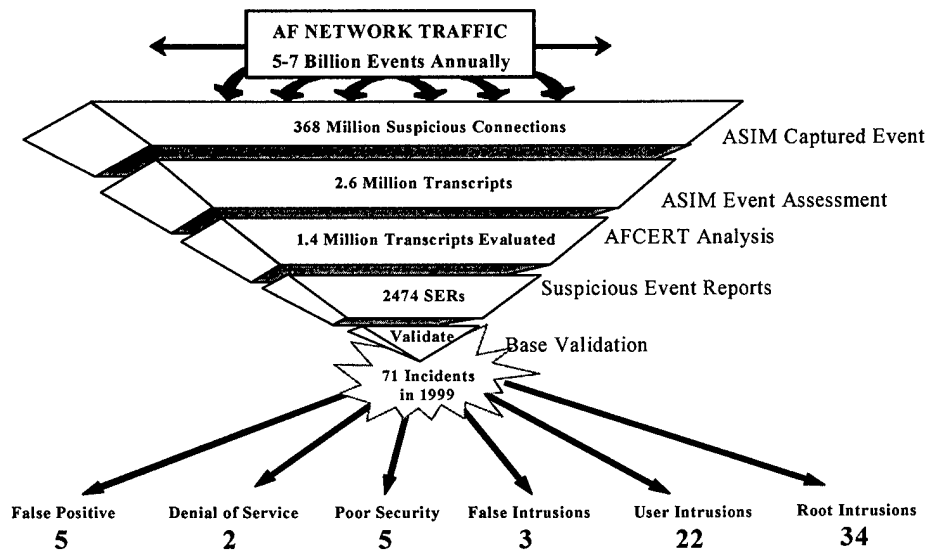 AF NETWORK TRAFFIC
5-7 Billion Events Annually
368 Million Suspicious Connections
ASIM Captured Event
2.6 Million Transcripts
ASIM Event Assessment
1.4 Million Transcripts Evaluated
AFCERT Analysis
2474 SERs
Suspicious Event Reports
Validate
Base Validation
71 Incidents
in 1999
False Positive
5
Denial of Service
2
Poor Security
5
False Intrusions
3
User Intrusions
22
Root Intrusions
34